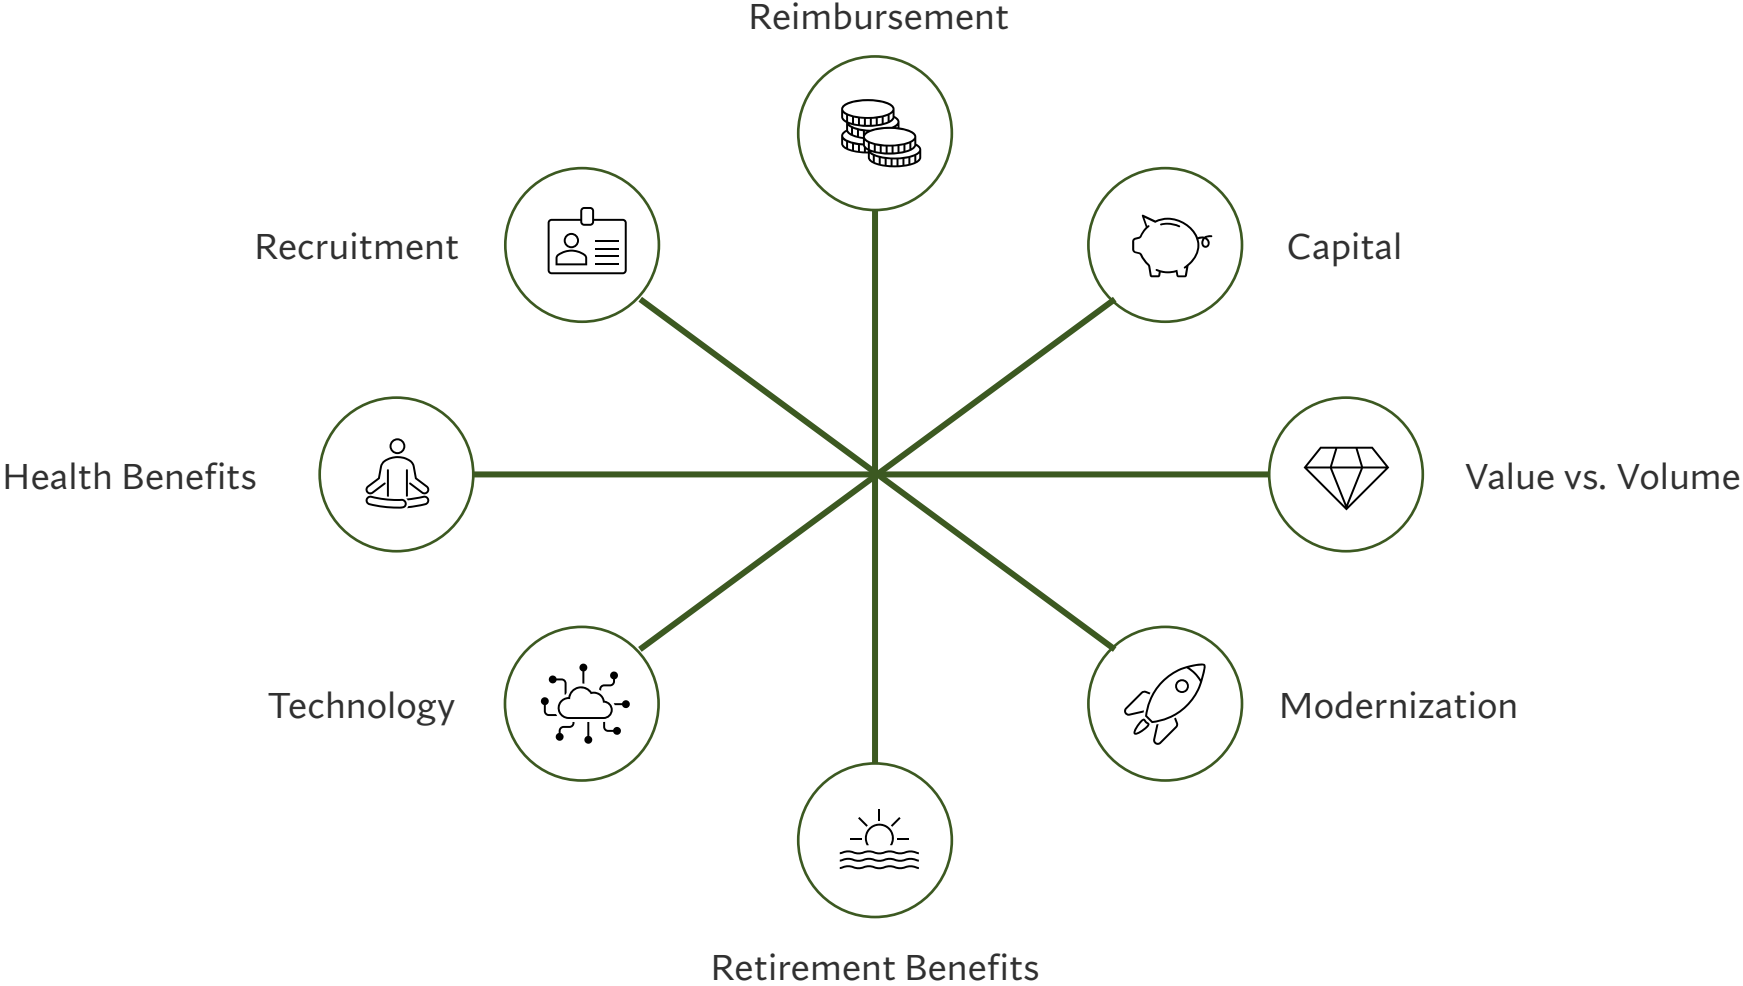 Reimbursement
Recruitment
Capital
Health Benefits
Value vs. Volume
Technology
Modernization
Retirement Benefits